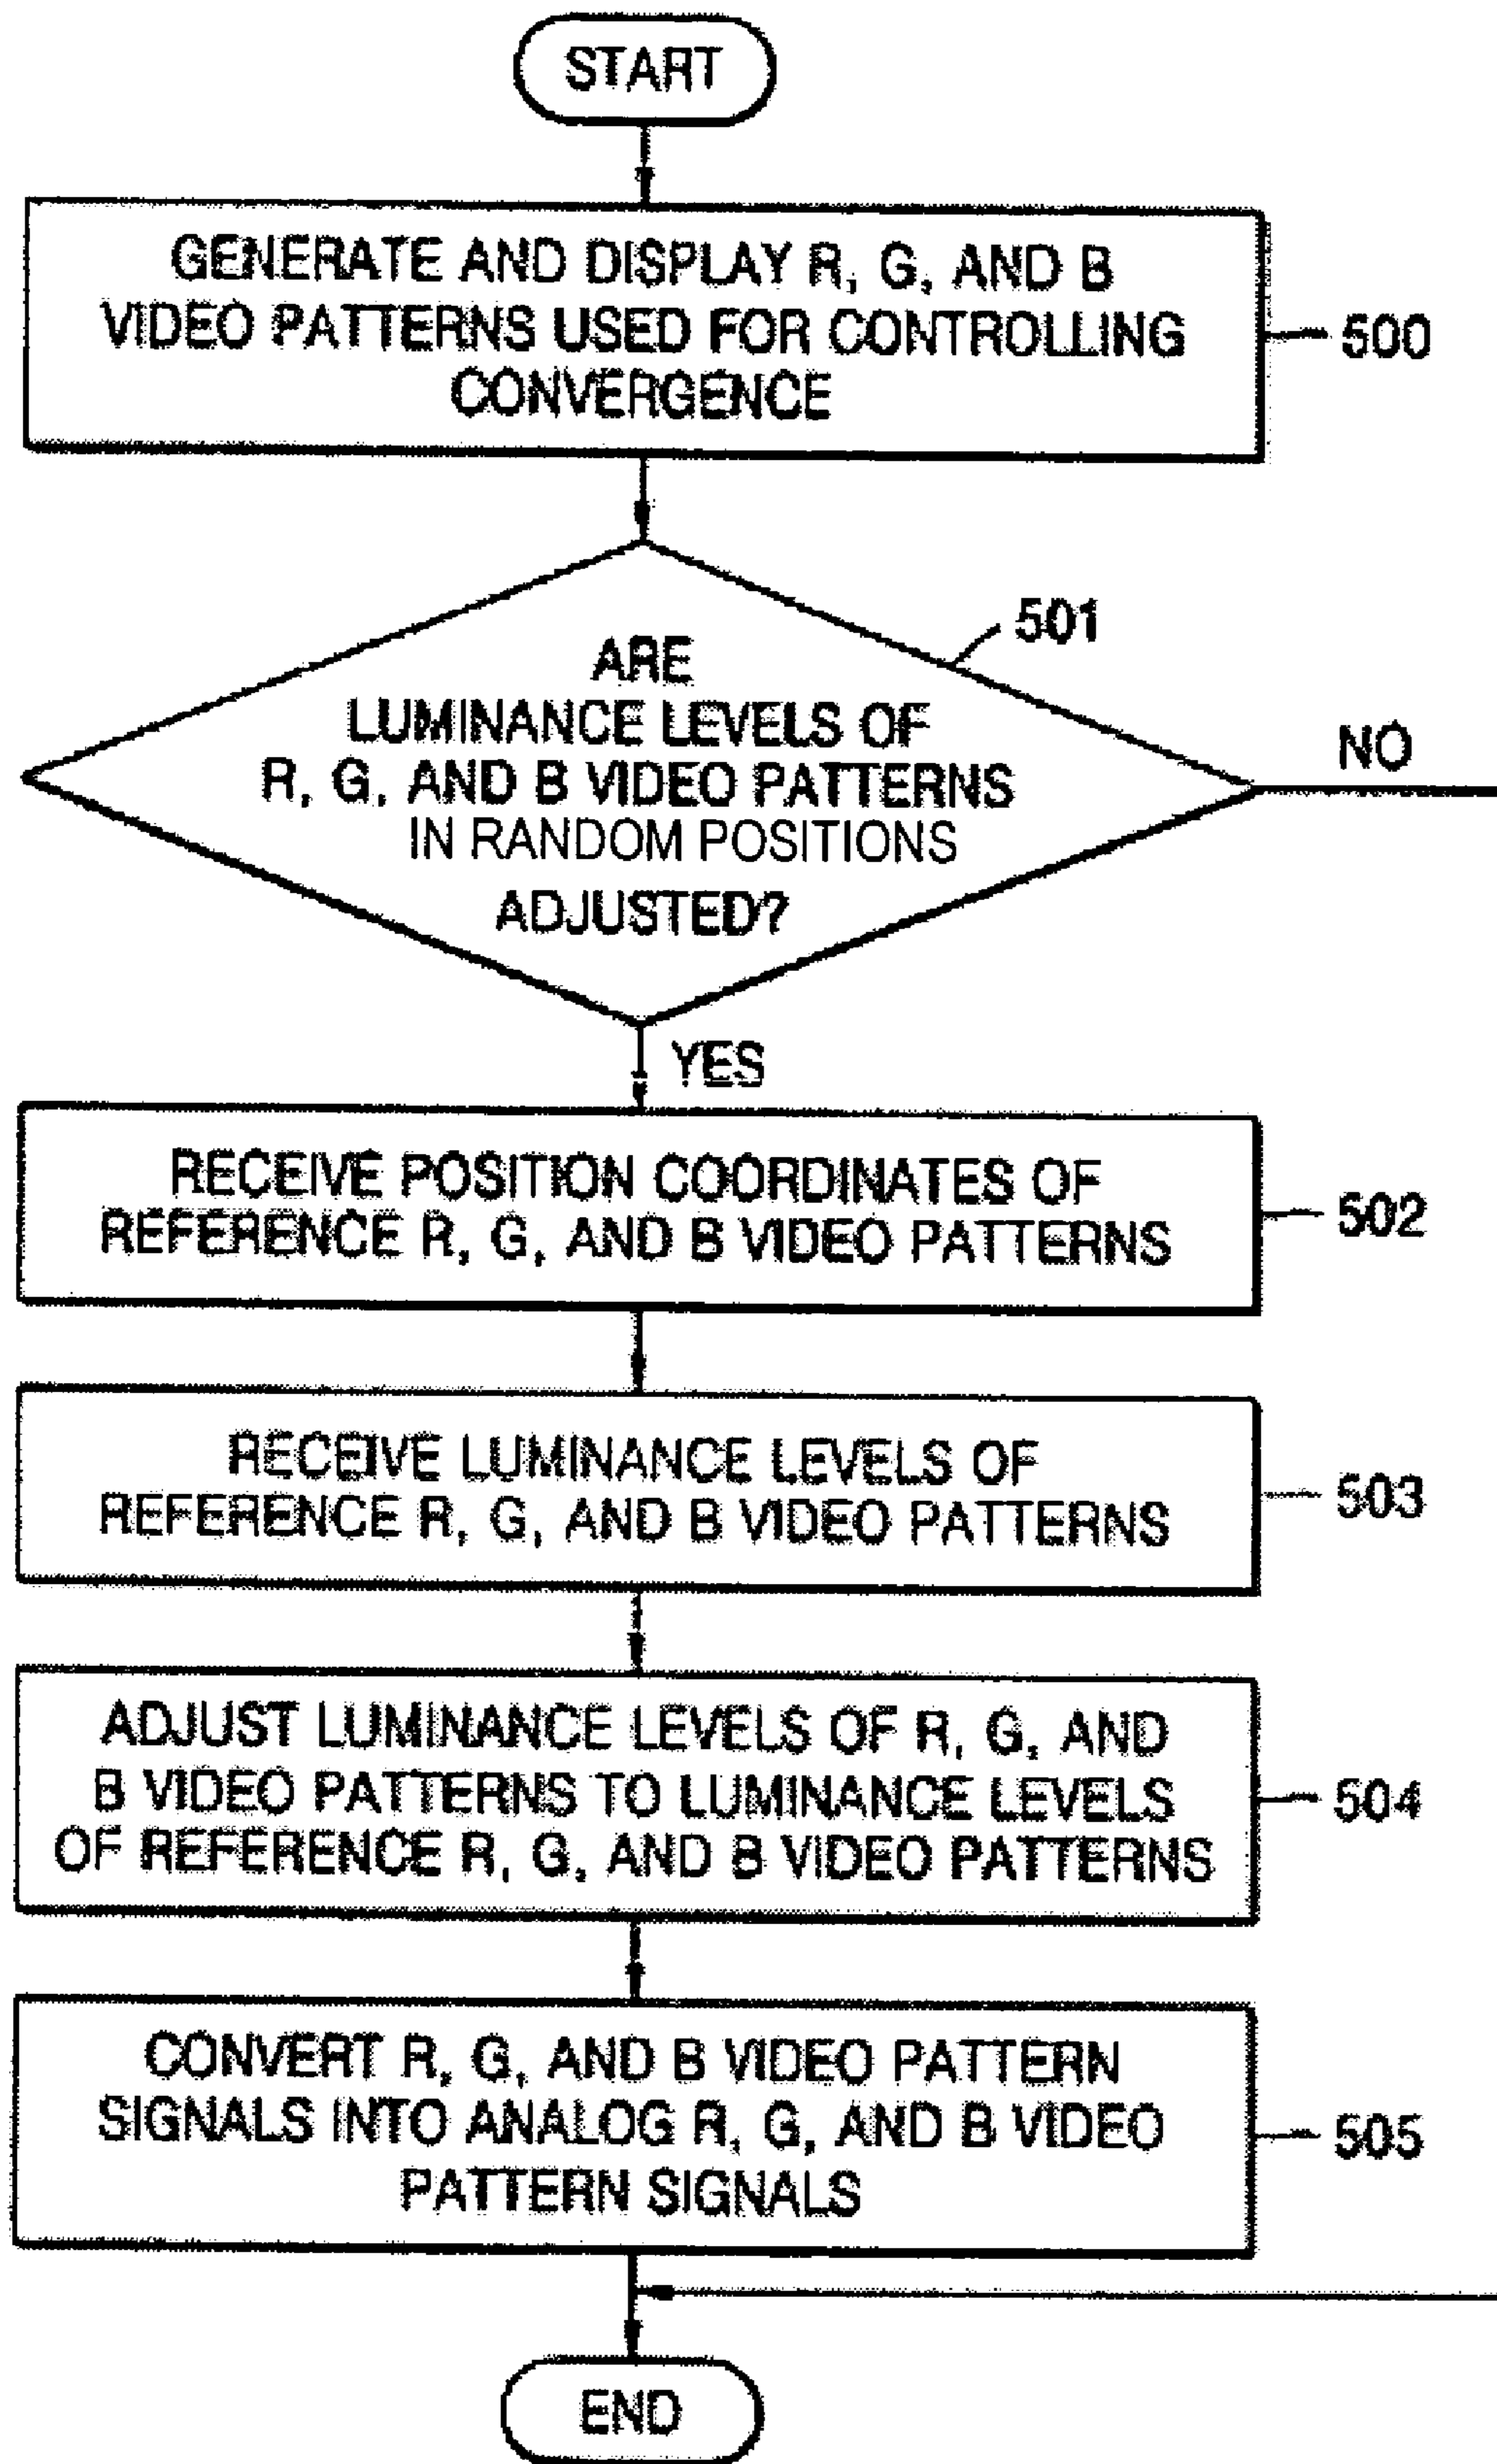 START
GENERATE AND DISPLAY R, G, AND B
VIDEO PATTERNS USED FOR CONTROLLING
CONVERGENCE
500
501
ARE
LUMINANCE LEVELS OF
R, G, AND B VIDEO PATTERNS
IN RANDOM POSITIONS
ADJUSTED?
NO
YES
RECEIVE POSITION COORDINATES OF
REFERENCE R, G, AND B VIDEO PATTERNS
502
RECEIVE LUMINANCE LEVELS OF
REFERENCE R, G, AND B VIDEO PATTERNS
503
ADJUST LUMINANCE LEVELS OF R, G, AND
B VIDEO PATTERNS TO LUMINANCE LEVELS
OF REFERENCE R, G, AND B VIDEO PATTERNS
504
CONVERT R, G, AND B VIDEO PATTERN
SIGNALS INTO ANALOG R, G, AND B VIDEO
PATTERN SIGNALS
505
END